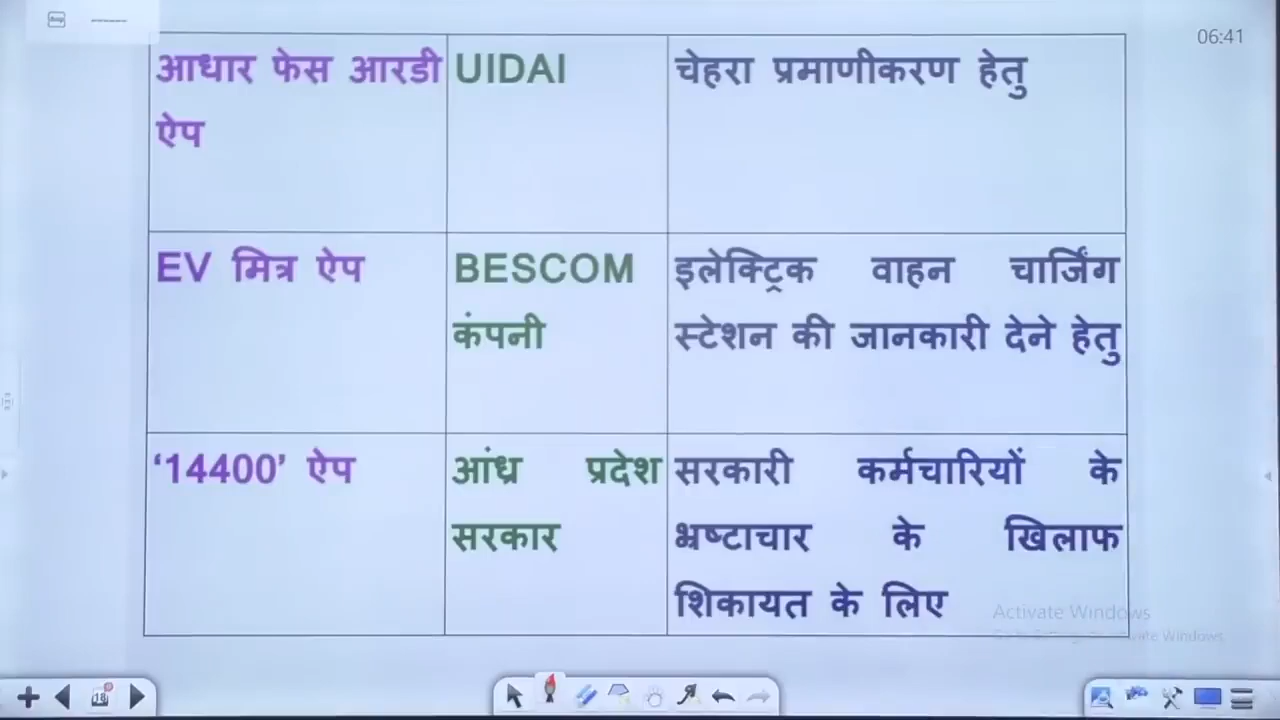 06:41
आधार फेस आरडी
ऐप
UIDAI
चेहरा प्रमाणीकरण हेतु
EV मित्र ऐप
BESCOM
कंपनी
इलेक्ट्रिक वाहन चार्जिंग
स्टेशन की जानकारी देने हेतु
‘14400’ ऐप
आंध्र प्रदेश
सरकार
सरकारी कर्मचारियों के
भ्रष्टाचार के खिलाफ
शिकायत के लिए
Activate Windows
18